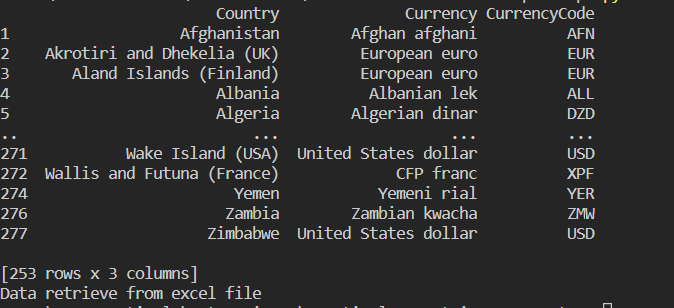 Country Currency CurrencyCode
1 Afghanistan Afghan afghani AFN
2 Akrotiri and Dhekelia (UK) European euro EUR
3 Aland Islands (Finland) European euro EUR
4 Albania Albanian lek ALL
5 Algeria Algerian dinar DZD
.. ... ... ...
271 Wake Island (USA) United States dollar USD
272 Wallis and Futuna (France) CFP franc XPF
274 Yemen Yemeni rial YER
276 Zambia Zambian kwacha ZMW
277 Zimbabwe United States dollar USD
[253 rows x 3 columns]
Data retrieve from excel file